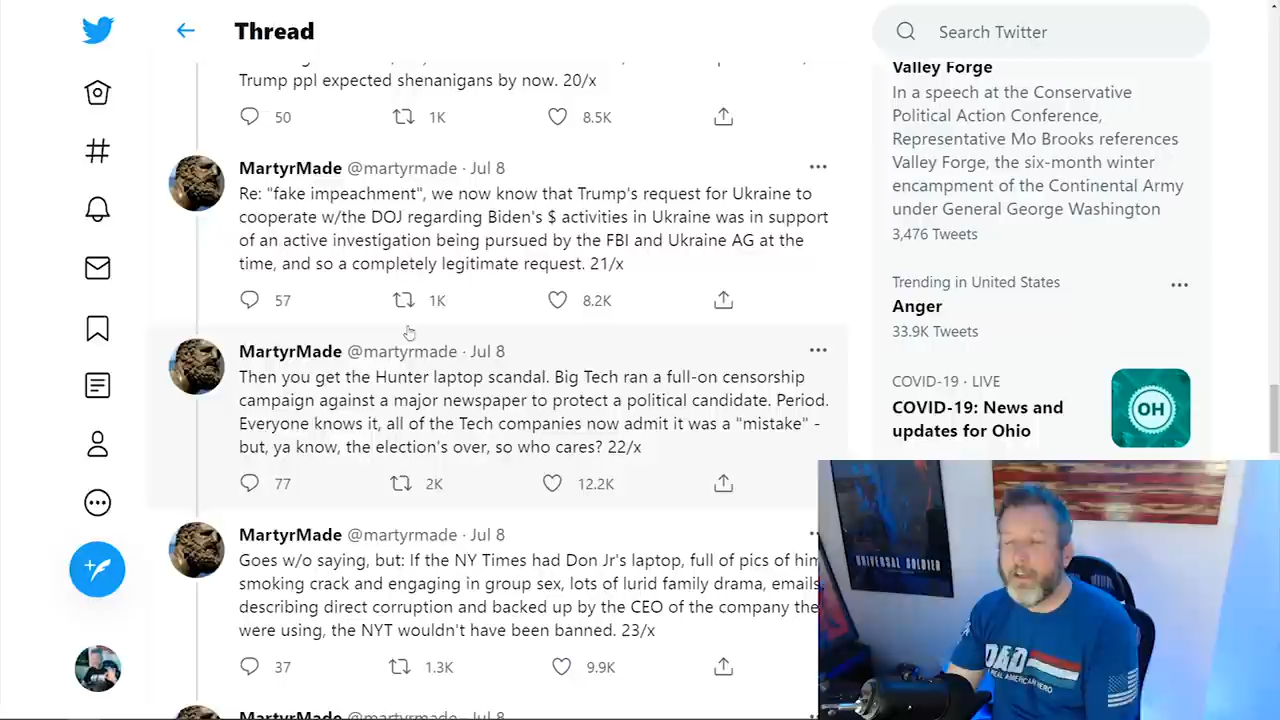 Thread
Search Twitter
Trump ppl expected shenanigans by now. 20/x
50
1K
8.5K
MartyrMade @martyrmade · Jul 8
Re: "fake impeachment", we now know that Trump's request for Ukraine to
cooperate w/the DOJ regarding Biden's $ activities in Ukraine was in support
of an active investigation being pursued by the FBI and Ukraine AG at the
time, and so a completely legitimate request. 21/x
57
1K
8.2K
MartyrMade @martyrmade · Jul 8
Then you get the Hunter laptop scandal. Big Tech ran a full-on censorship
campaign against a major newspaper to protect a political candidate. Period.
Everyone knows it, all of the Tech companies now admit it was a "mistake" -
but, ya know, the election's over, so who cares? 22/x
77
2K
12.2K
MartyrMade @martyrmade · Jul 8
Goes w/o saying, but: If the NY Times had Don Jr's laptop, full of pics of him
smoking crack and engaging in group sex, lots of lurid family drama, emails
describing direct corruption and backed up by the CEO of the company the
were using, the NYT wouldn't have been banned. 23/x
37
1.3K
9.9K
MartyrMade @martyrmade · Jul 8
Valley Forge
In a speech at the Conservative
Political Action Conference,
Representative Mo Brooks references
Valley Forge, the six-month winter
encampment of the Continental Army
under General George Washington
3,476 Tweets
Trending in United States
Anger
33.9K Tweets
COVID-19 · LIVE
COVID-19: News and
updates for Ohio
OH
UNIVERSAL SOLDIER
DAD
REAL AMERICAN HERO